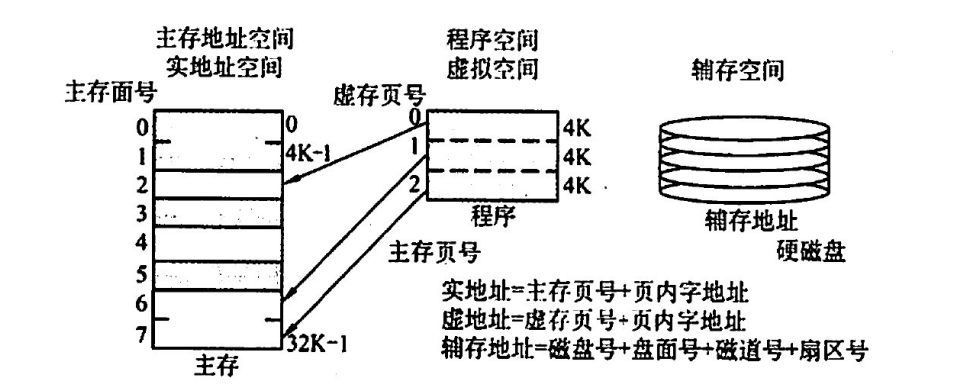 主存地址空间
实地址空间
程序空间
虚拟空间
辅存空间
主存面号
虚存页号
0
1
2
3
4
5
6
7
0
4K-1
32K-1
主存
0
1
2
4K
4K
4K
程序
主存页号
辅存地址
硬磁盘
实地址=主存页号+页内字地址
虚地址=虚存页号+页内字地址
辅存地址=磁盘号+盘面号+磁道号+扇区号